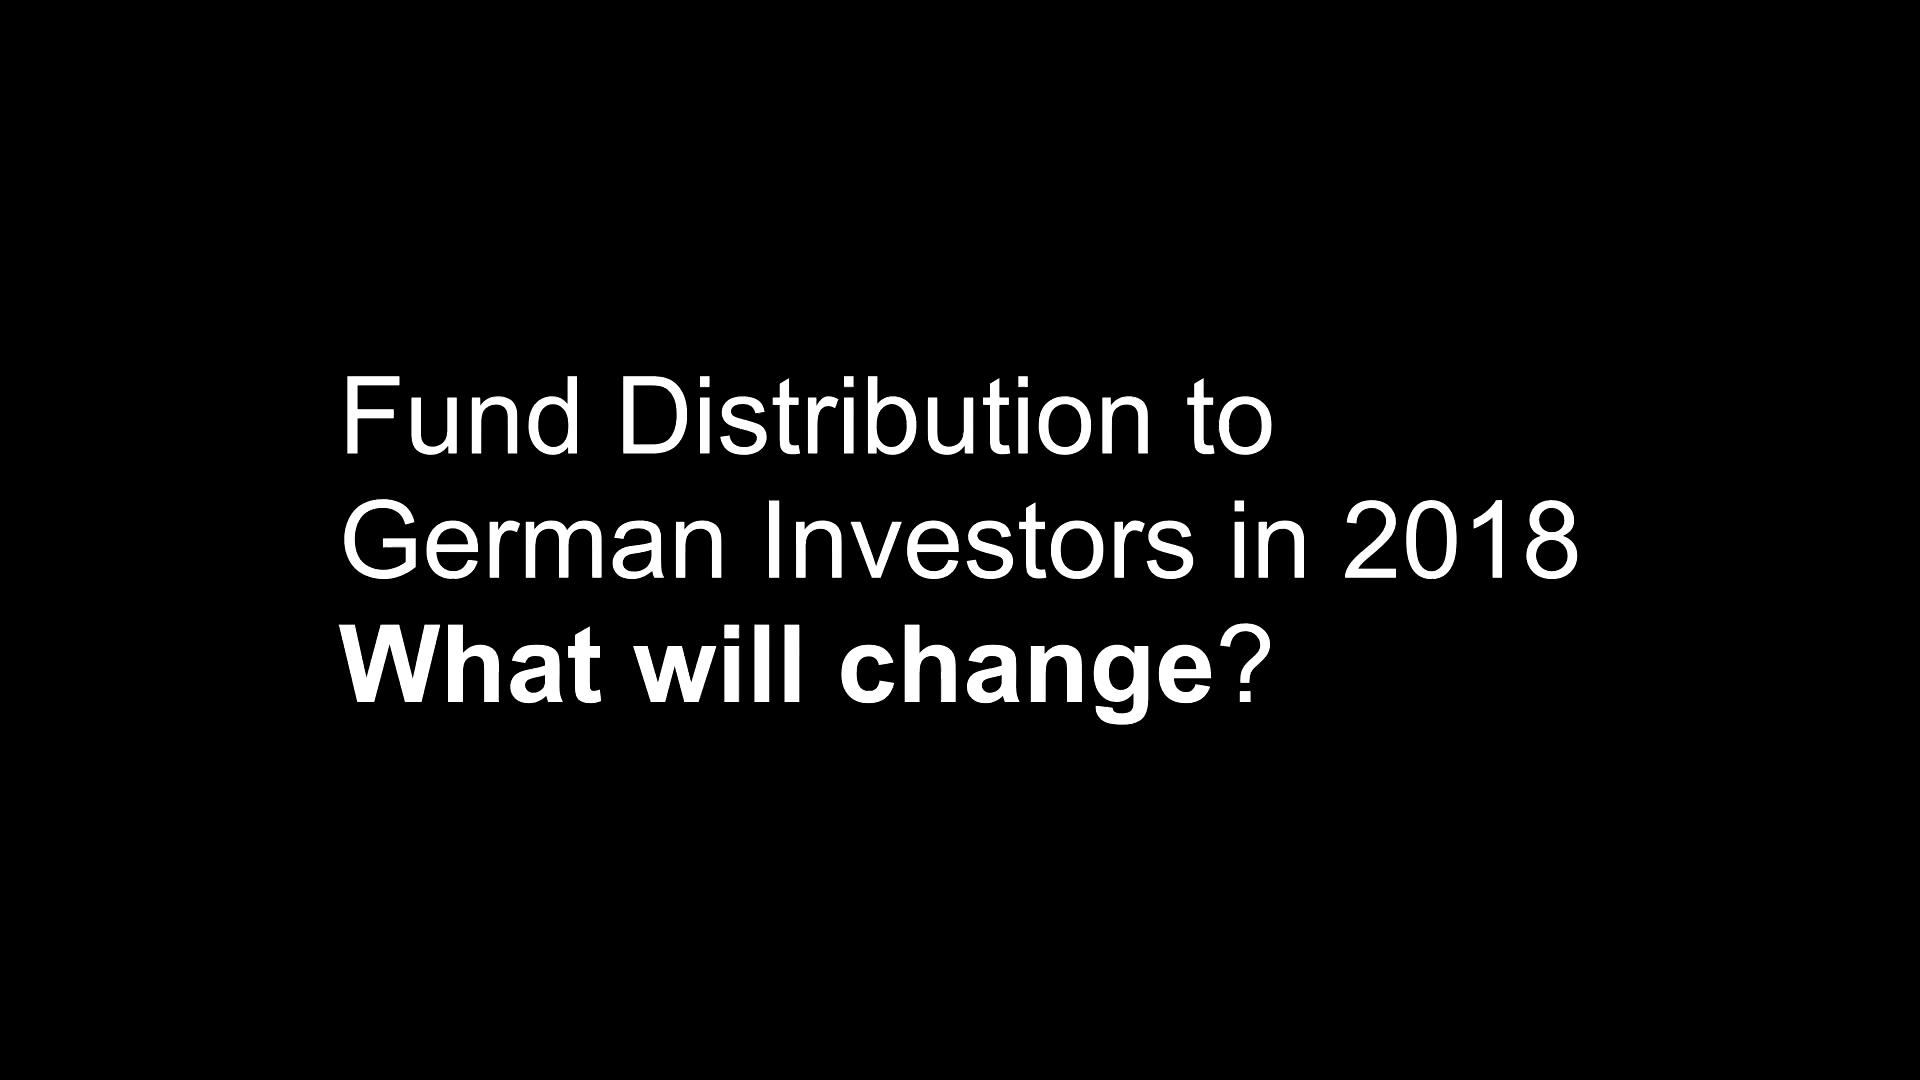 Fund Distribution to
German Investors in 2018
What will change?